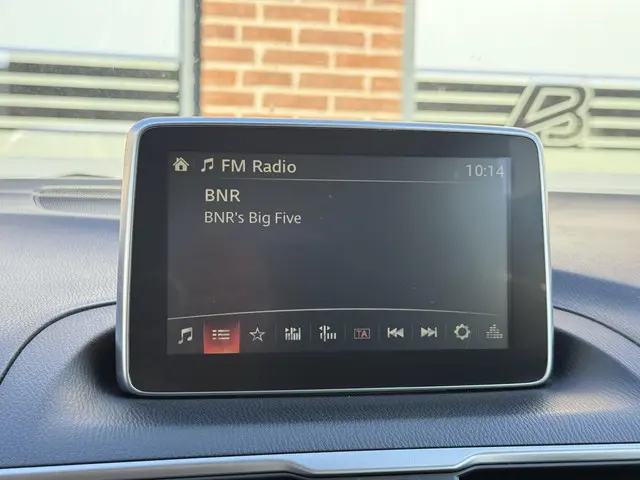 FM Radio 10:14
BNR
BNR's Big Five
TA